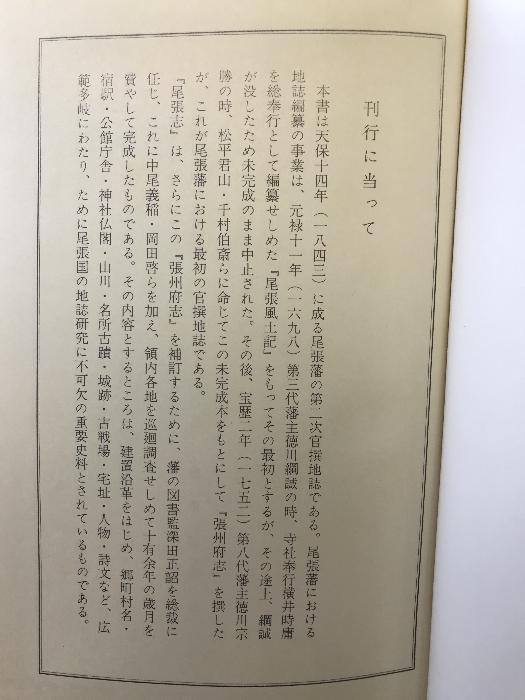 刊行に当って
本書は天保十四年（一八四三）に成る尾張藩の第二次官撰地誌である。尾張藩における
地誌編纂の事業は、元禄十一年（一六九八）第三代藩主徳川綱誠の時、寺社奉行横井時庸
を総奉行として編纂せしめた『尾張風土記』をもってその最初とするが、その途上、綱誠
が没したため未完成のまま中止された。その後、宝暦二年（一七五二）第八代藩主徳川宗
勝の時、松平君山・千村伯斎らに命じてこの未完成本をもとにして『張州府志』を撰した
が、これが尾張藩における最初の官撰地誌である。
『尾張志』は、さらにこの『張州府志』を補訂するために、藩の図書監深田正韶を総裁に
任じ、これに中尾義稲・岡田啓らを加え、領内各地を巡廻調査せしめて十有余年の歳月を
費やして完成したものである。その内容とするところは、建置沿革をはじめ、郷町村名・
宿駅・公館庁舎・神社仏閣・山川・名所古蹟・城跡・古戦場・宅址・人物・詩文など、広
範多岐にわたり、ために尾張国の地誌研究に不可欠の重要史料とされているものである。